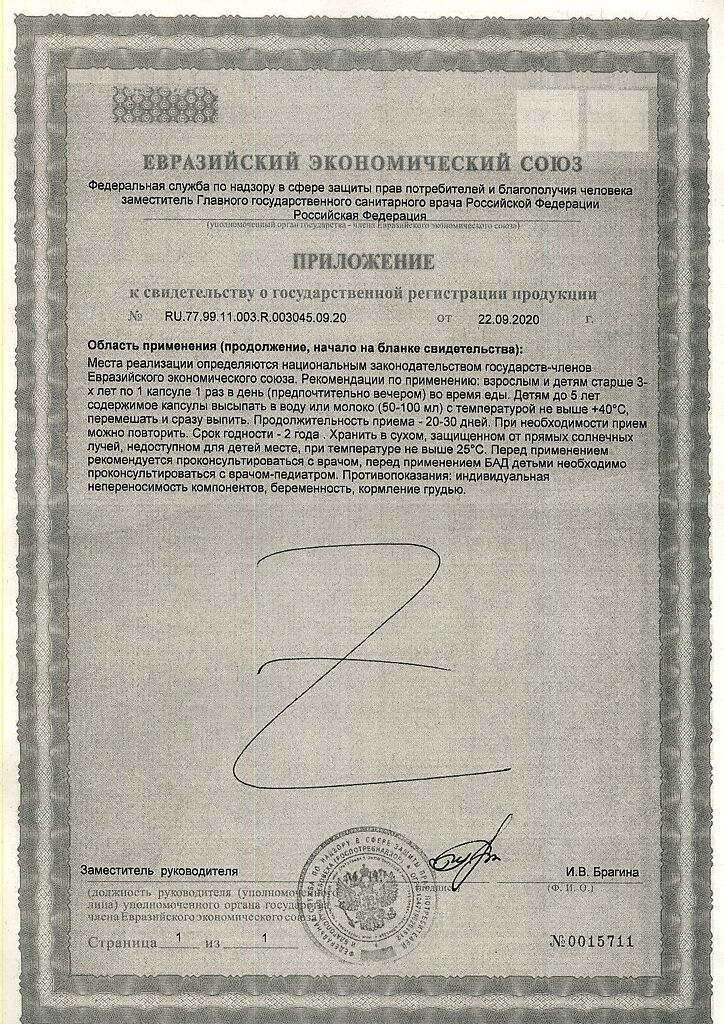 ЕВРАЗИЙСКИЙ ЭКОНОМИЧЕСКИЙ СОЮЗ
Федеральная служба по надзору в сфере защиты прав потребителей и благополучия человека
заместитель Главного государственного санитарного врача Российской Федерации
Российская Федерация
(уполномоченный орган государства - члена Евразийского экономического союза)
ПРИЛОЖЕНИЕ
к свидетельству о государственной регистрации продукции
№ RU.77.99.11.003.R.003045.09.20 от 22.09.2020 г.
Область применения (продолжение, начало на бланке свидетельства):
Места реализации определяются национальным законодательством государств-членов
Евразийского экономического союза. Рекомендации по применению: взрослым и детям старше 3-
х лет по 1 капсуле 1 раз в день (предпочтительно вечером) во время еды. Детям до 5 лет
содержимое капсулы высыпать в воду или молоко (50-100 мл) с температурой не выше +40°С,
перемешать и сразу выпить. Продолжительность приема - 20-30 дней. При необходимости прием
можно повторить. Срок годности - 2 года . Хранить в сухом, защищенном от прямых солнечных
лучей, недоступном для детей месте, при температуре не выше 25°С. Перед применением
рекомендуется проконсультироваться с врачом, перед применением БАД детьми необходимо
проконсультироваться с врачом-педиатром. Противопоказания: индивидуальная
непереносимость компонентов, беременность, кормление грудью.
Заместитель руководителя И.В. Брагина
(должность руководителя (уполномоченного (Ф. И. О.)
лица) уполномоченного органа государства-
члена Евразийского экономического союза)
Страница 1 из 1 №0015711